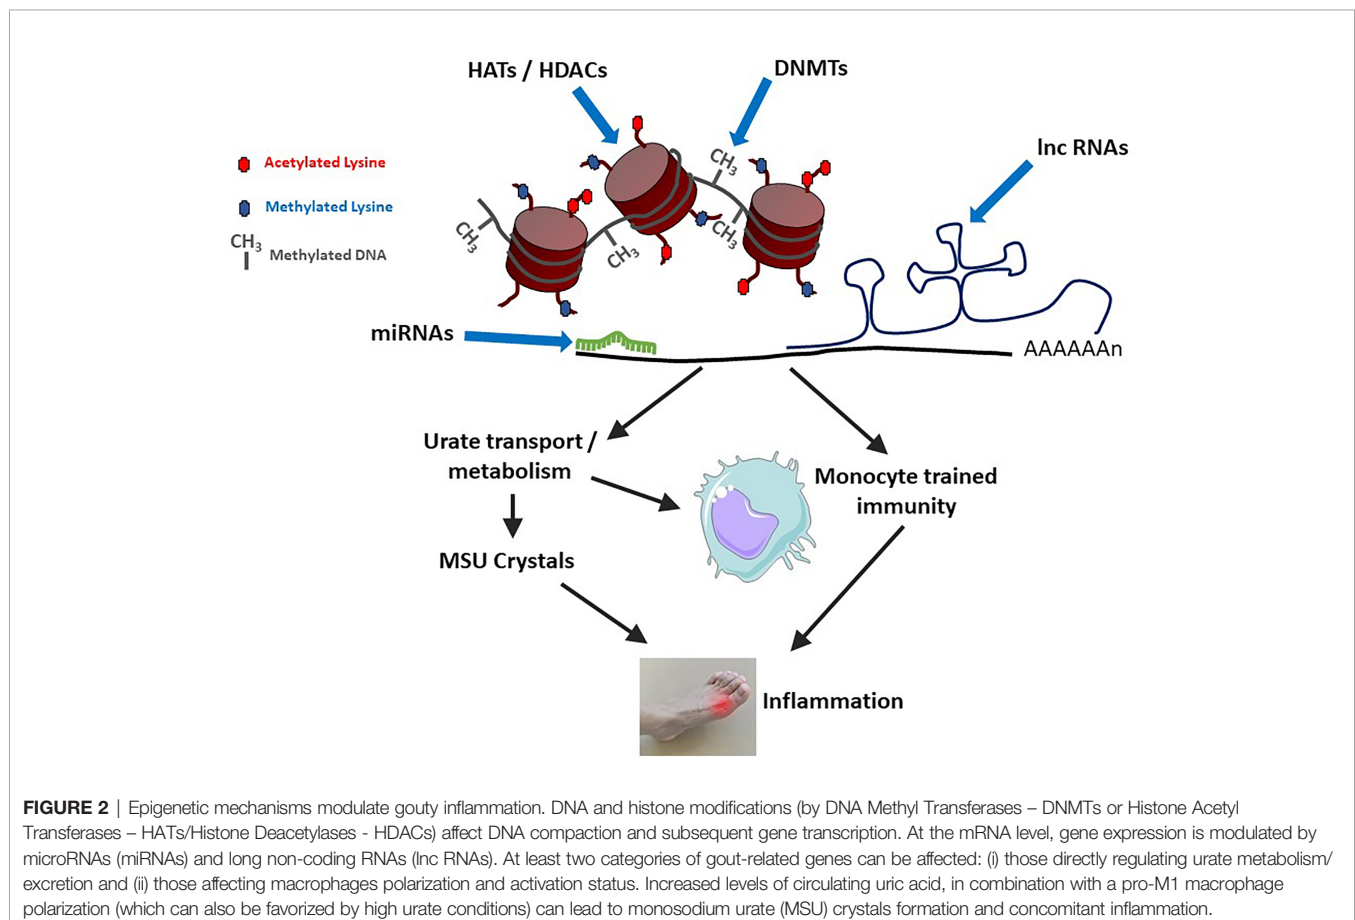 HATs / HDACs
DNMTs
lnc RNAs
Acetylated Lysine
Methylated Lysine
CH3
Methylated DNA
CH3
CH3
CH3
CH3
miRNAs
AAAAAAn
Urate transport /
metabolism
Monocyte trained
immunity
MSU Crystals
Inflammation
FIGURE 2 | Epigenetic mechanisms modulate gouty inflammation. DNA and histone modifications (by DNA Methyl Transferases – DNMTs or Histone Acetyl
Transferases – HATs/Histone Deacetylases - HDACs) affect DNA compaction and subsequent gene transcription. At the mRNA level, gene expression is modulated by
microRNAs (miRNAs) and long non-coding RNAs (lnc RNAs). At least two categories of gout-related genes can be affected: (i) those directly regulating urate metabolism/
excretion and (ii) those affecting macrophages polarization and activation status. Increased levels of circulating uric acid, in combination with a pro-M1 macrophage
polarization (which can also be favorized by high urate conditions) can lead to monosodium urate (MSU) crystals formation and concomitant inflammation.